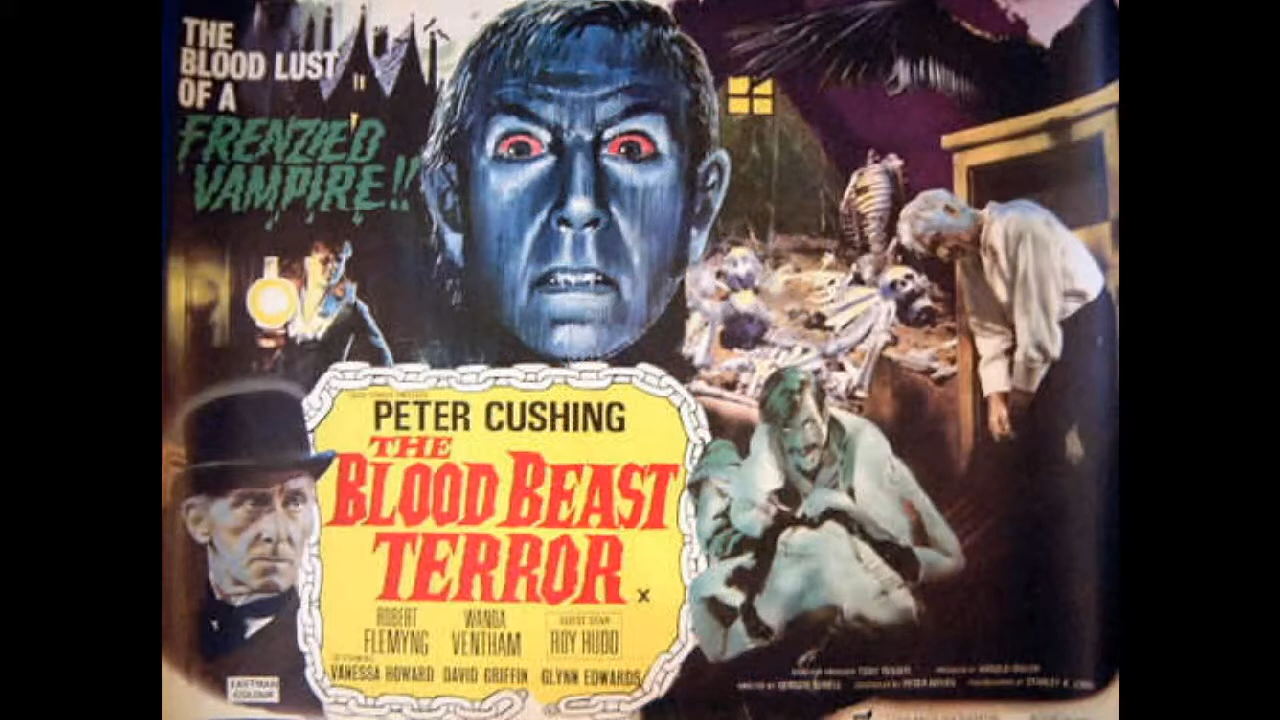 THE
BLOOD LUST
OF A
FRENZIED
VAMPIRE!!
PETER CUSHING
THE
BLOOD BEAST
TERROR
X
ROBERT FLEMYNG
WANDA VENTHAM
GUEST STAR ROY HUDD
VANESSA HOWARD DAVID GRIFFIN GLYNN EDWARDS
EASTMAN
COLOUR